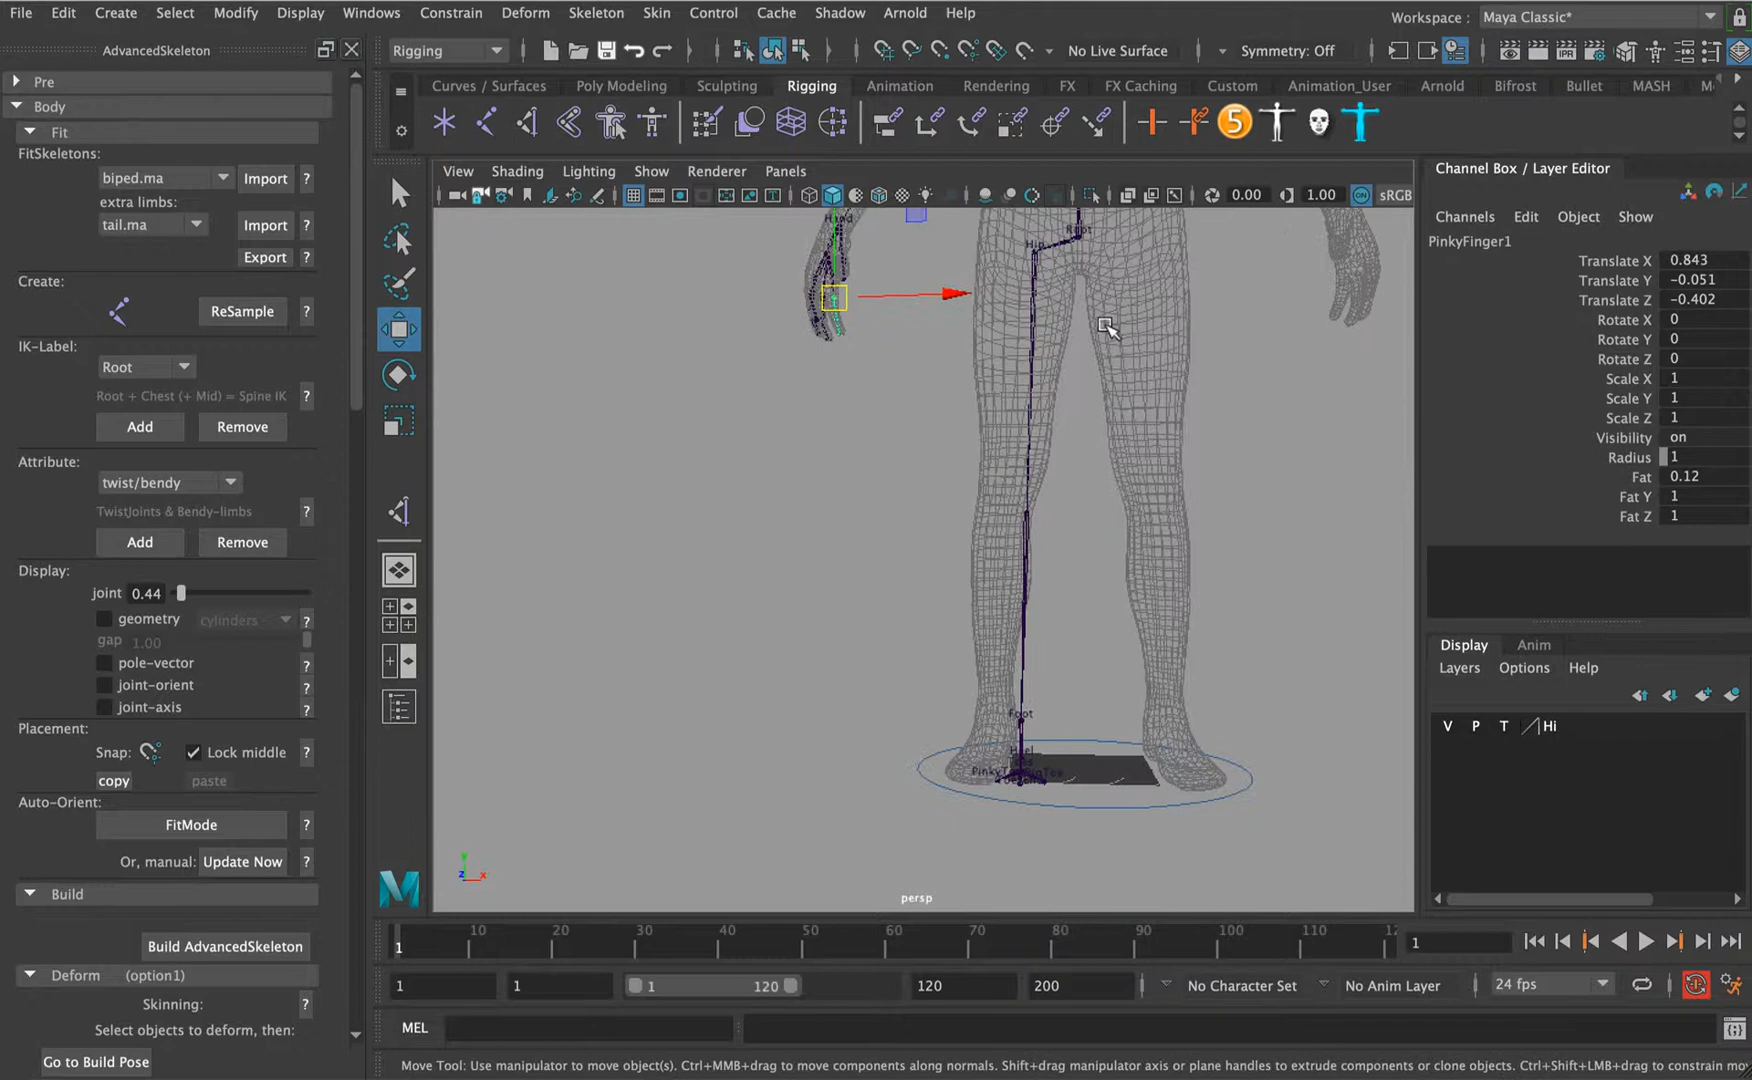 File Edit Create Select Modify Display Windows Constrain Deform Skeleton Skin Control Cache Shadow Arnold Help
Workspace : Maya Classic*
AdvancedSkeleton
Rigging
No Live Surface
Symmetry: Off
Pre
Body
Fit
FitSkeletons:
biped.ma Import ?
extra limbs:
tail.ma Import ?
Export
Create:
ReSample ?
IK-Label:
Root
Root + Chest (+ Mid) = Spine IK ?
Add Remove
Attribute:
twist/bendy
TwistJoints & Bendy-limbs ?
Add Remove
Display:
joint 0.44
geometry cylinders ?
gap 1.00
pole-vector ?
joint-orient ?
joint-axis ?
Placement:
Snap: Lock middle ?
copy paste
Auto-Orient:
FitMode ?
Or, manual: Update Now ?
Build
Build AdvancedSkeleton
Deform (option1)
Skinning: ?
Select objects to deform, then:
Go to Build Pose
Curves / Surfaces Poly Modeling Sculpting Rigging Animation Rendering FX FX Caching Custom Animation_User Arnold Bifrost Bullet MASH
5
View Shading Lighting Show Renderer Panels
0.00 1.00 ON sRGB
Hand
Root
Hip
Foot
persp
y
z x
Channel Box / Layer Editor
Channels Edit Object Show
PinkyFinger1
Translate X 0.843
Translate Y -0.051
Translate Z -0.402
Rotate X 0
Rotate Y 0
Rotate Z 0
Scale X 1
Scale Y 1
Scale Z 1
Visibility on
Radius 1
Fat 0.12
Fat Y 1
Fat Z 1
Display Anim
Layers Options Help
V P T Hi
1 10 20 30 40 50 60 70 80 90 100 110 12
1
1 1 1 120 120 200 No Character Set No Anim Layer 24 fps
MEL
Move Tool: Use manipulator to move object(s). Ctrl+MMB+drag to move components along normals. Shift+drag manipulator axis or plane handles to extrude components or clone objects. Ctrl+Shift+LMB+drag to constrain mo